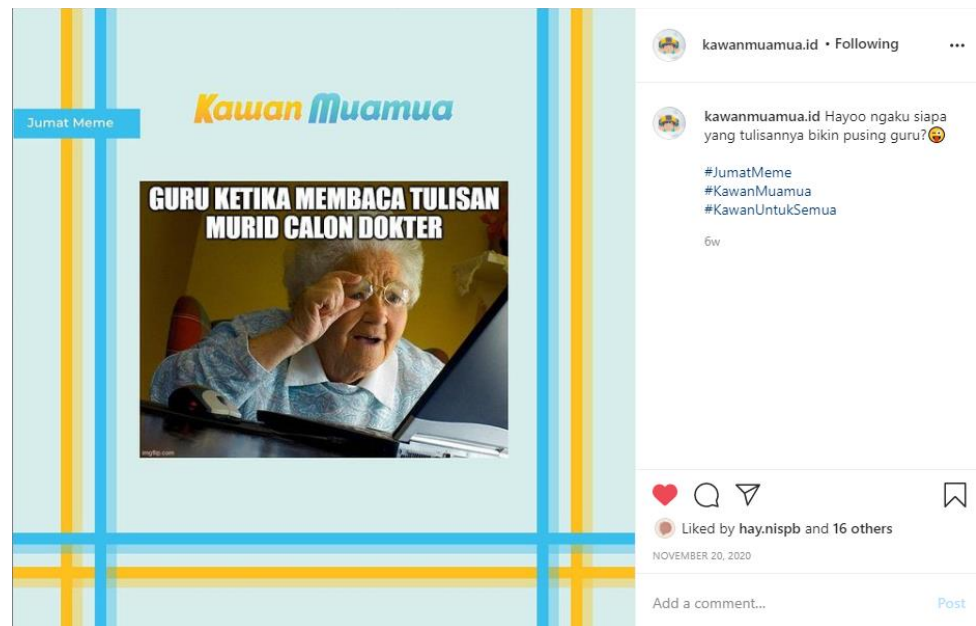 Jumat Meme
Kawan Muamua
GURU KETIKA MEMBACA TULISAN
MURID CALON DOKTER
imgflip.com
kawanmuamua.id • Following
kawanmuamua.id Hayoo ngaku siapa
yang tulisannya bikin pusing guru?😜
#JumatMeme
#KawanMuamua
#KawanUntukSemua
6w
Liked by hay.nispb and 16 others
NOVEMBER 20, 2020
Add a comment...
Post